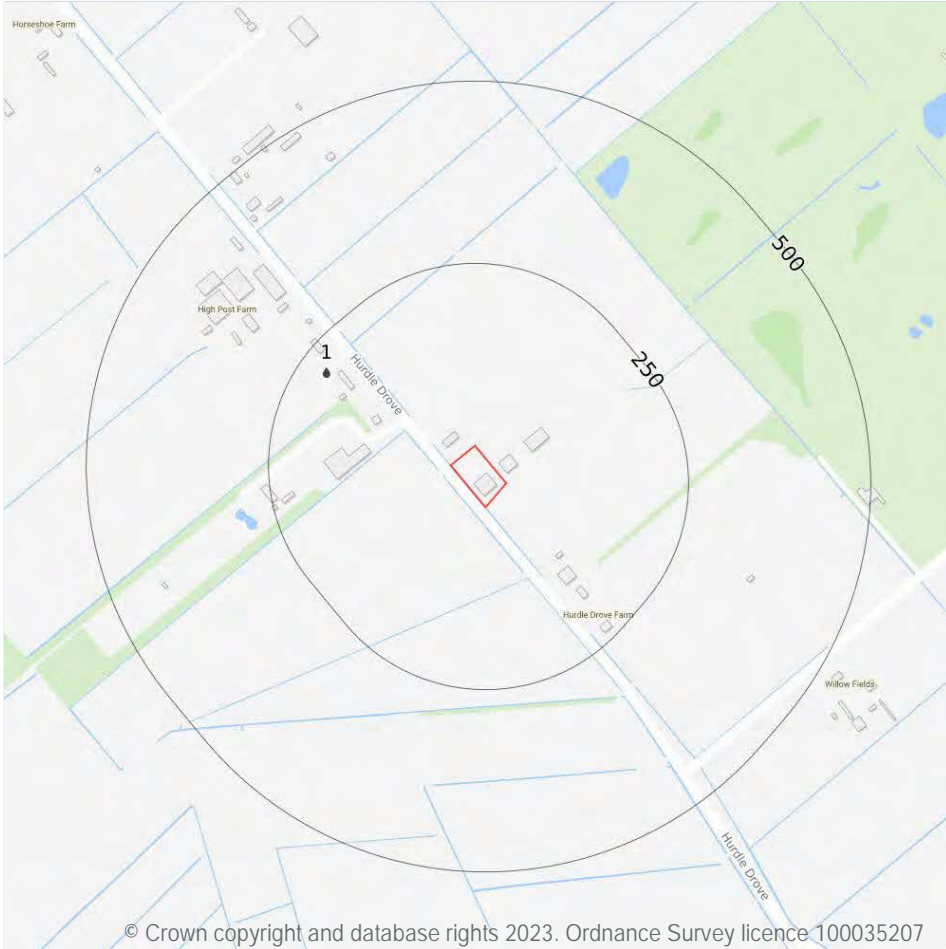 Horseshoe Farm
500
High Post Farm
1
Hurdle Drove
250
Hurdle Drove Farm
Willow Fields
Hurdle Drove
© Crown copyright and database rights 2023. Ordnance Survey licence 100035207